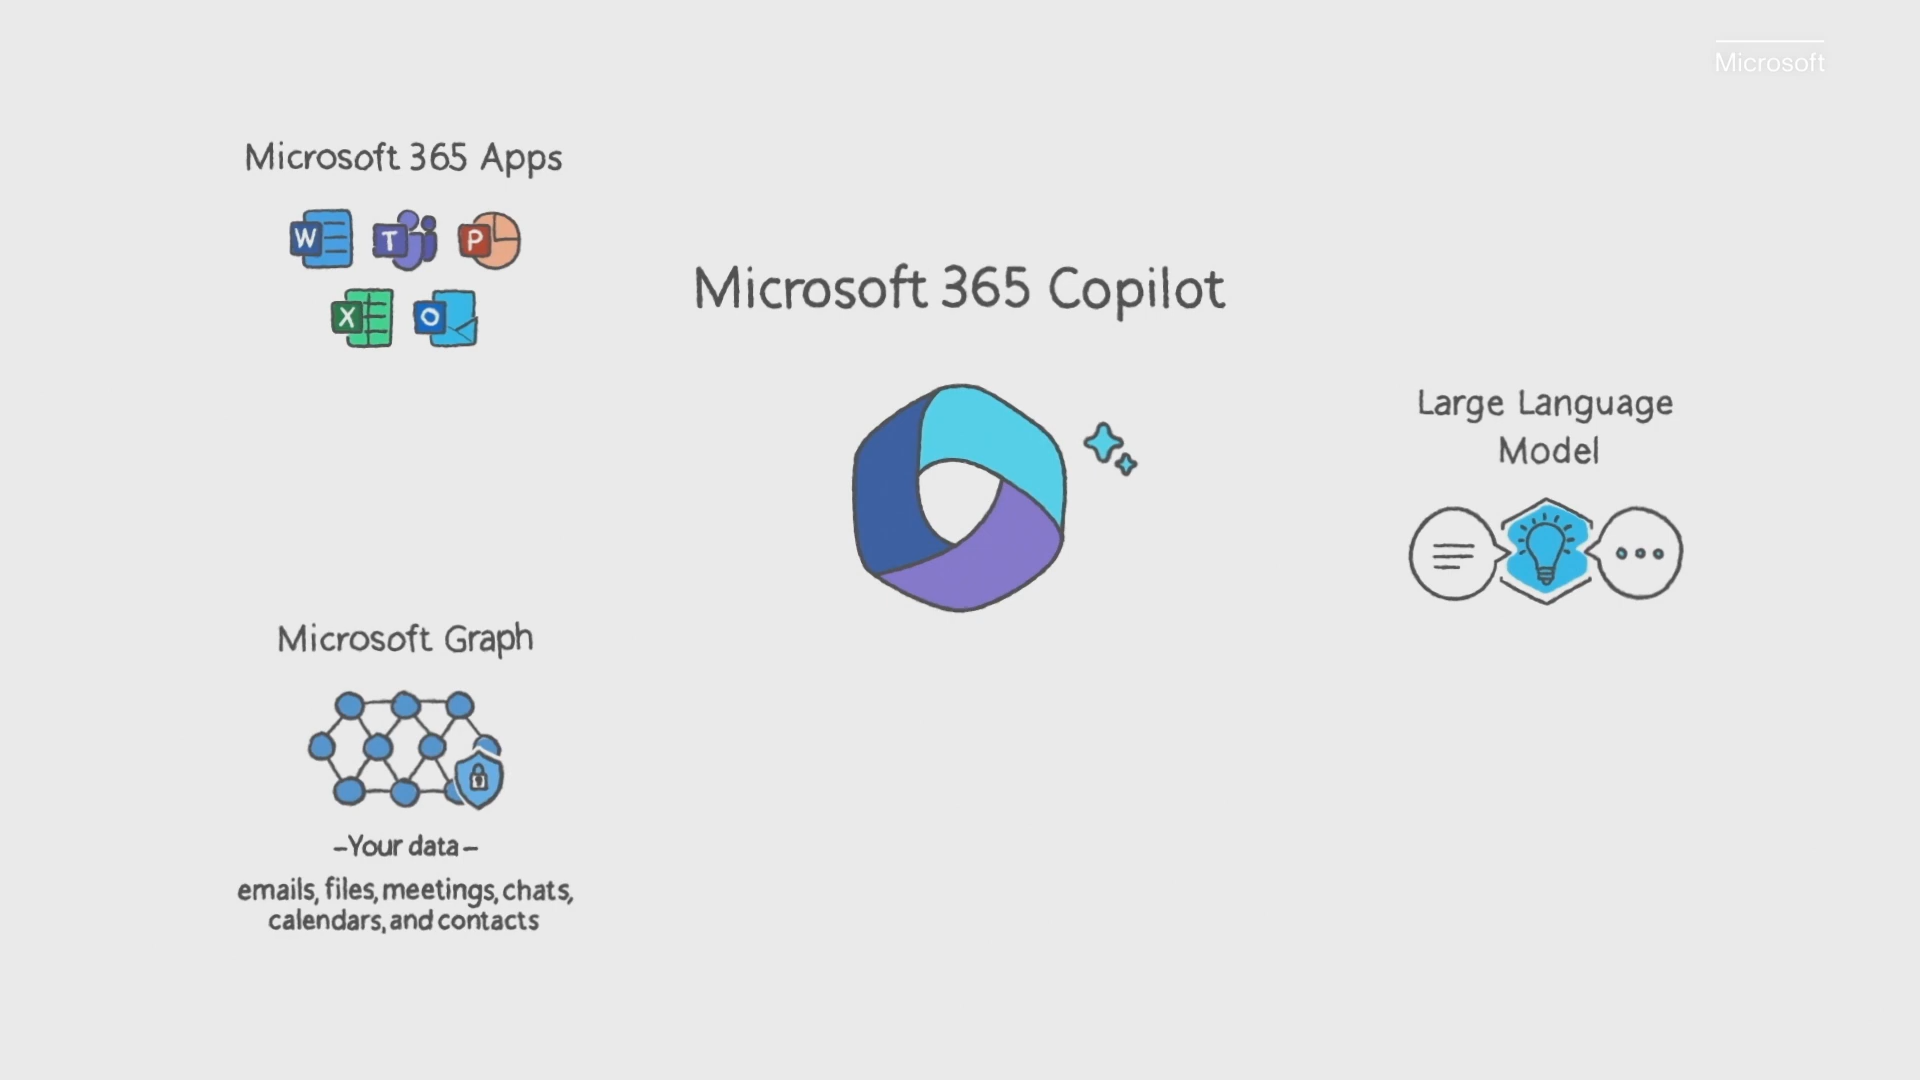 Microsoft
Microsoft 365 Apps
W
T
P
X
O
Microsoft 365 Copilot
Large Language
Model
Microsoft Graph
-Your data-
emails, files, meetings, chats,
calendars, and contacts